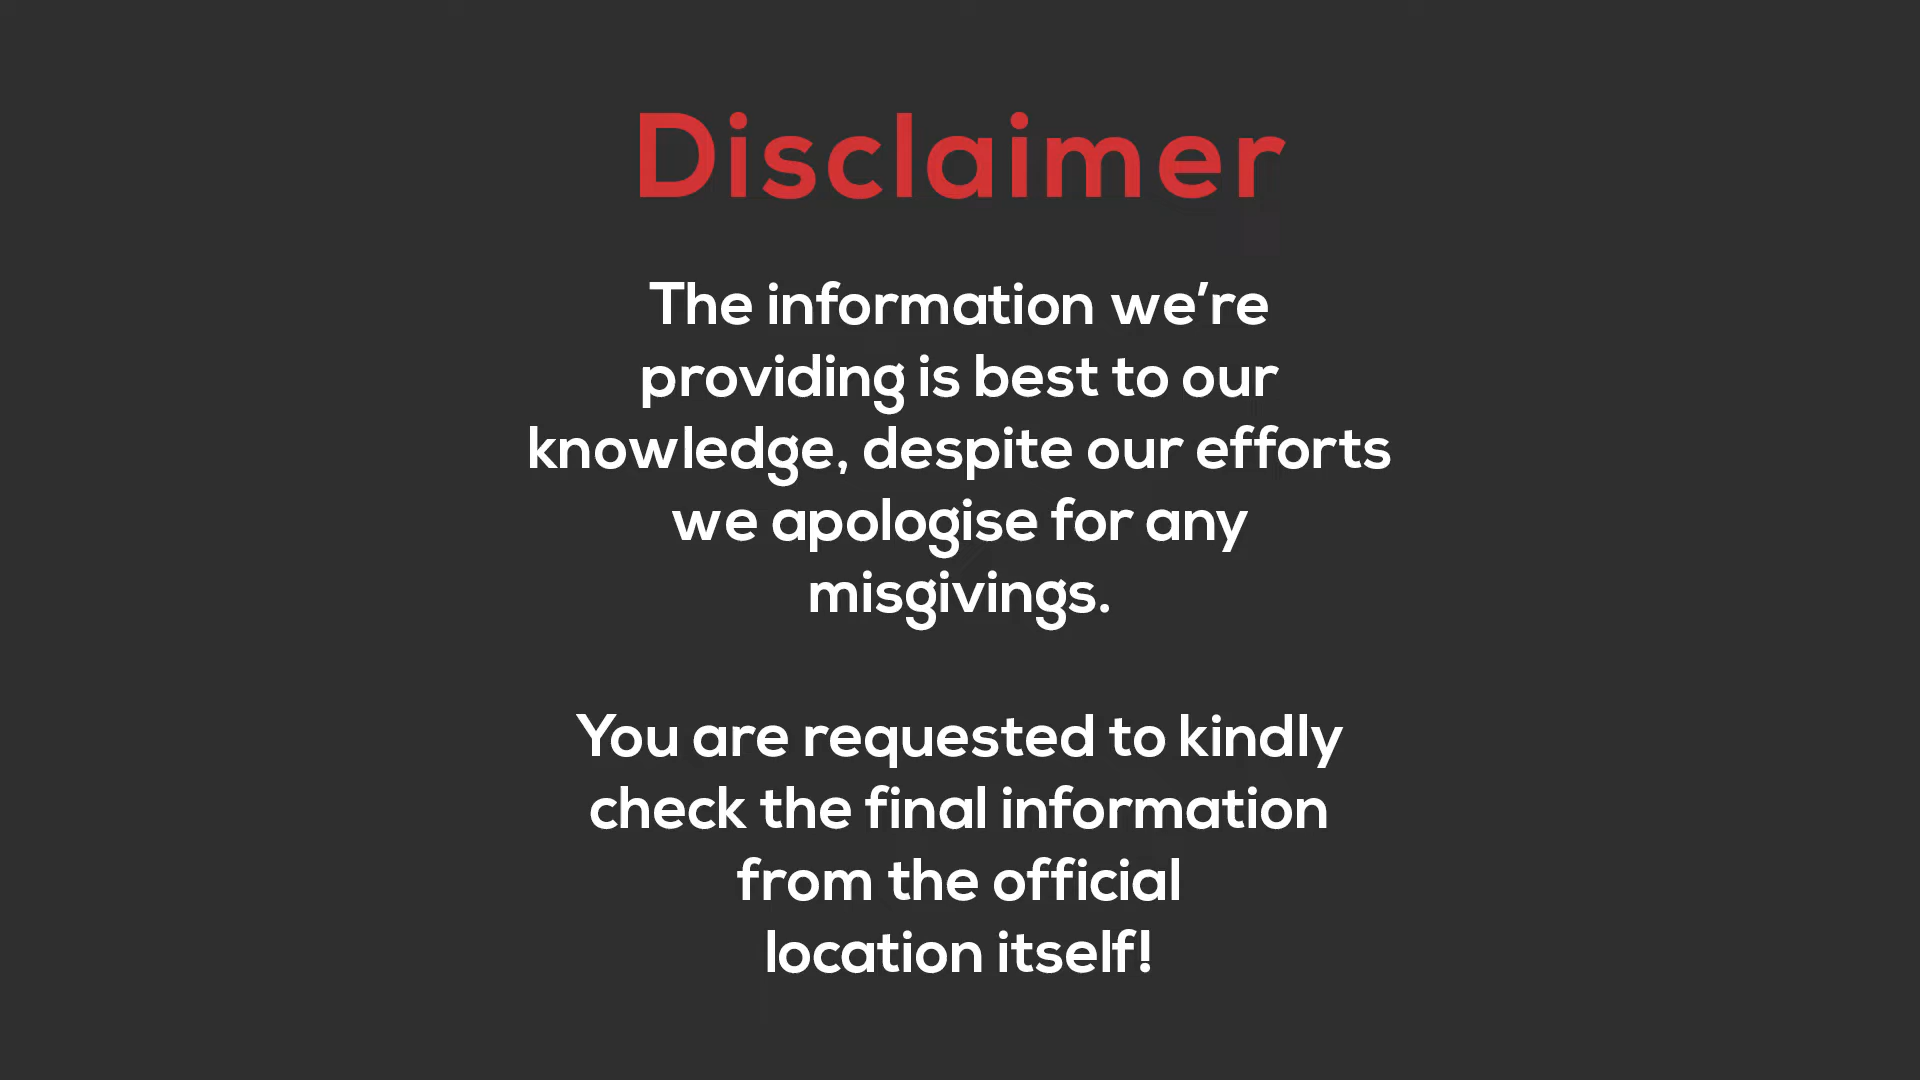 Disclaimer
The information we’re
providing is best to our
knowledge, despite our efforts
we apologise for any
misgivings.
You are requested to kindly
check the final information
from the official
location itself!